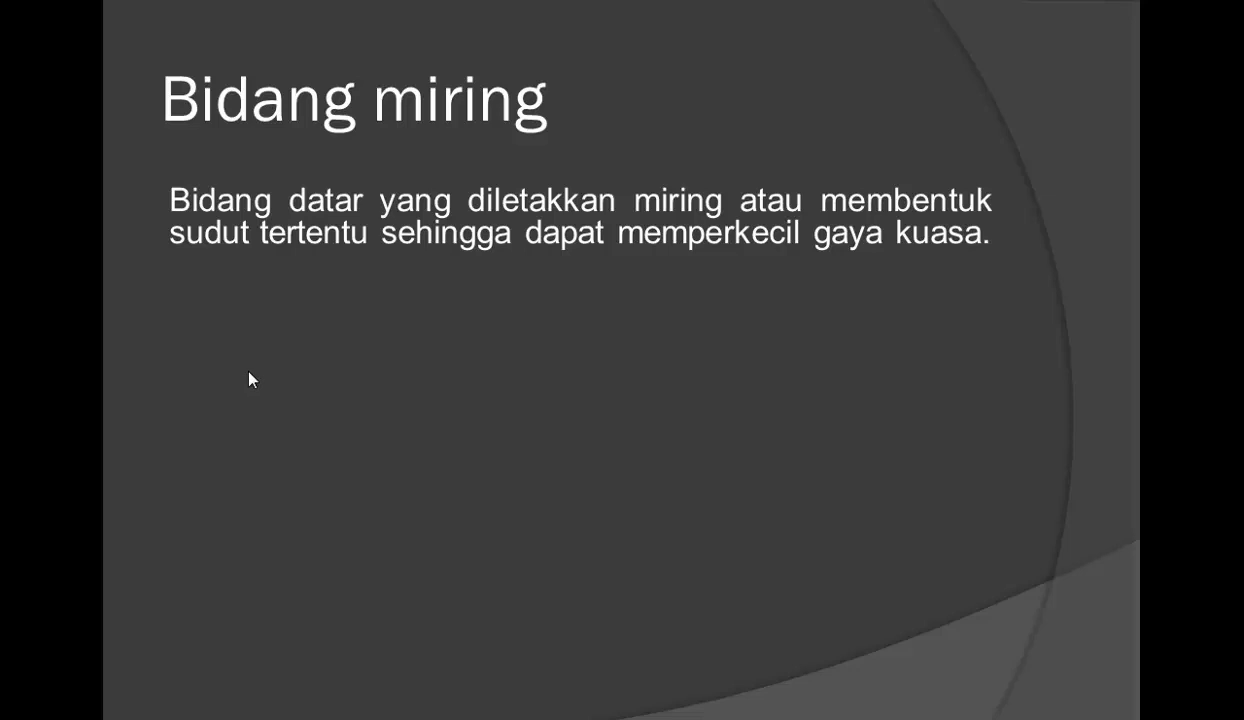 Bidang miring
Bidang datar yang diletakkan miring atau membentuk
sudut tertentu sehingga dapat memperkecil gaya kuasa.